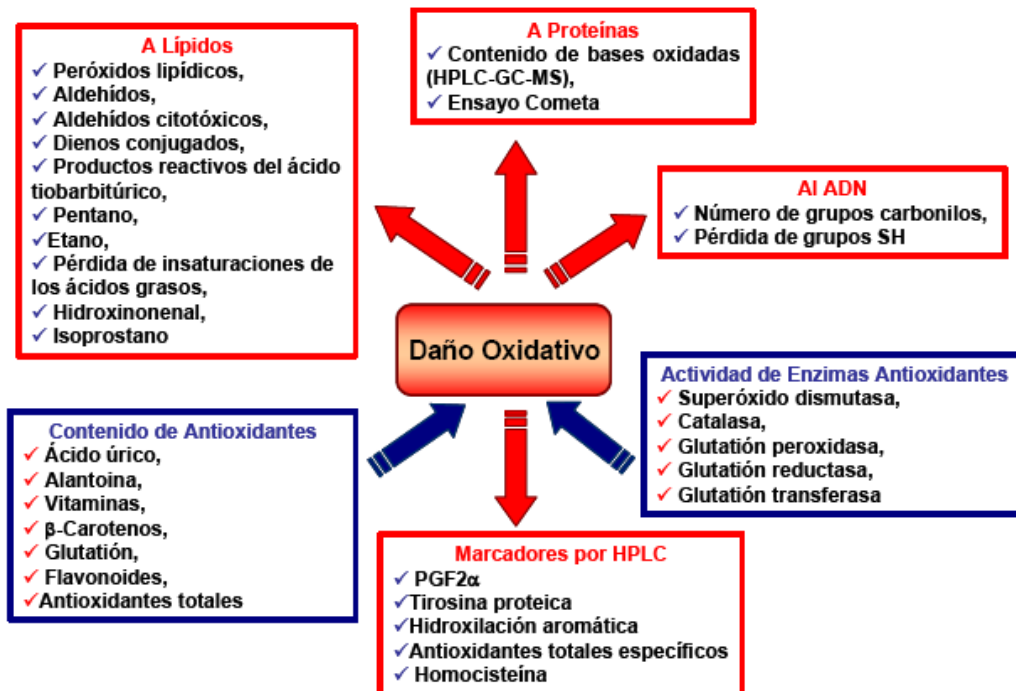 A Lípidos
✓ Peróxidos lipídicos,
✓ Aldehídos,
✓ Aldehídos citotóxicos,
✓ Dienos conjugados,
✓ Productos reactivos del ácido
tiobarbitúrico,
✓ Pentano,
✓Etano,
✓ Pérdida de insaturaciones de
los ácidos grasos,
✓ Hidroxinonenal,
✓ Isoprostano
A Proteínas
✓ Contenido de bases oxidadas
(HPLC-GC-MS),
✓ Ensayo Cometa
Al ADN
✓ Número de grupos carbonilos,
✓ Pérdida de grupos SH
Daño Oxidativo
Contenido de Antioxidantes
✓ Ácido úrico,
✓ Alantoina,
✓ Vitaminas,
✓ β-Carotenos,
✓ Glutatión,
✓ Flavonoides,
✓Antioxidantes totales
Actividad de Enzimas Antioxidantes
✓ Superóxido dismutasa,
✓ Catalasa,
✓ Glutatión peroxidasa,
✓ Glutatión reductasa,
✓ Glutatión transferasa
Marcadores por HPLC
✓ PGF2α
✓Tirosina proteica
✓Hidroxilación aromática
✓Antioxidantes totales específicos
✓ Homocisteína